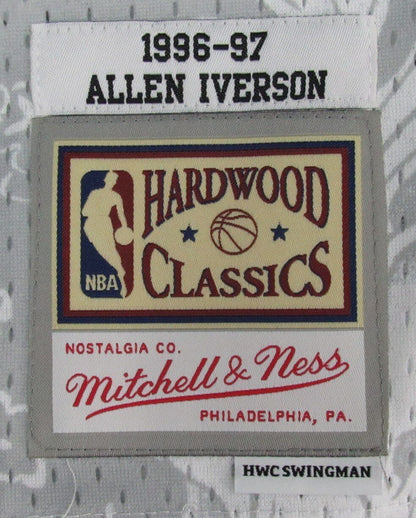 1996-97
ALLEN IVERSON
HARDWOOD
CLASSICS
NBA
NOSTALGIA CO.
Mitchell & Ness
PHILADELPHIA, PA.
HWC SWINGMAN